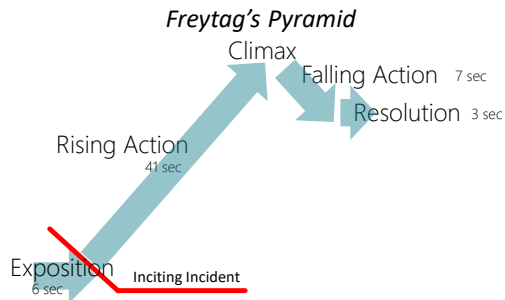 Freytag’s Pyramid
Climax
Falling Action 7 sec
Resolution 3 sec
Rising Action
41 sec
Exposition
6 sec
Inciting Incident